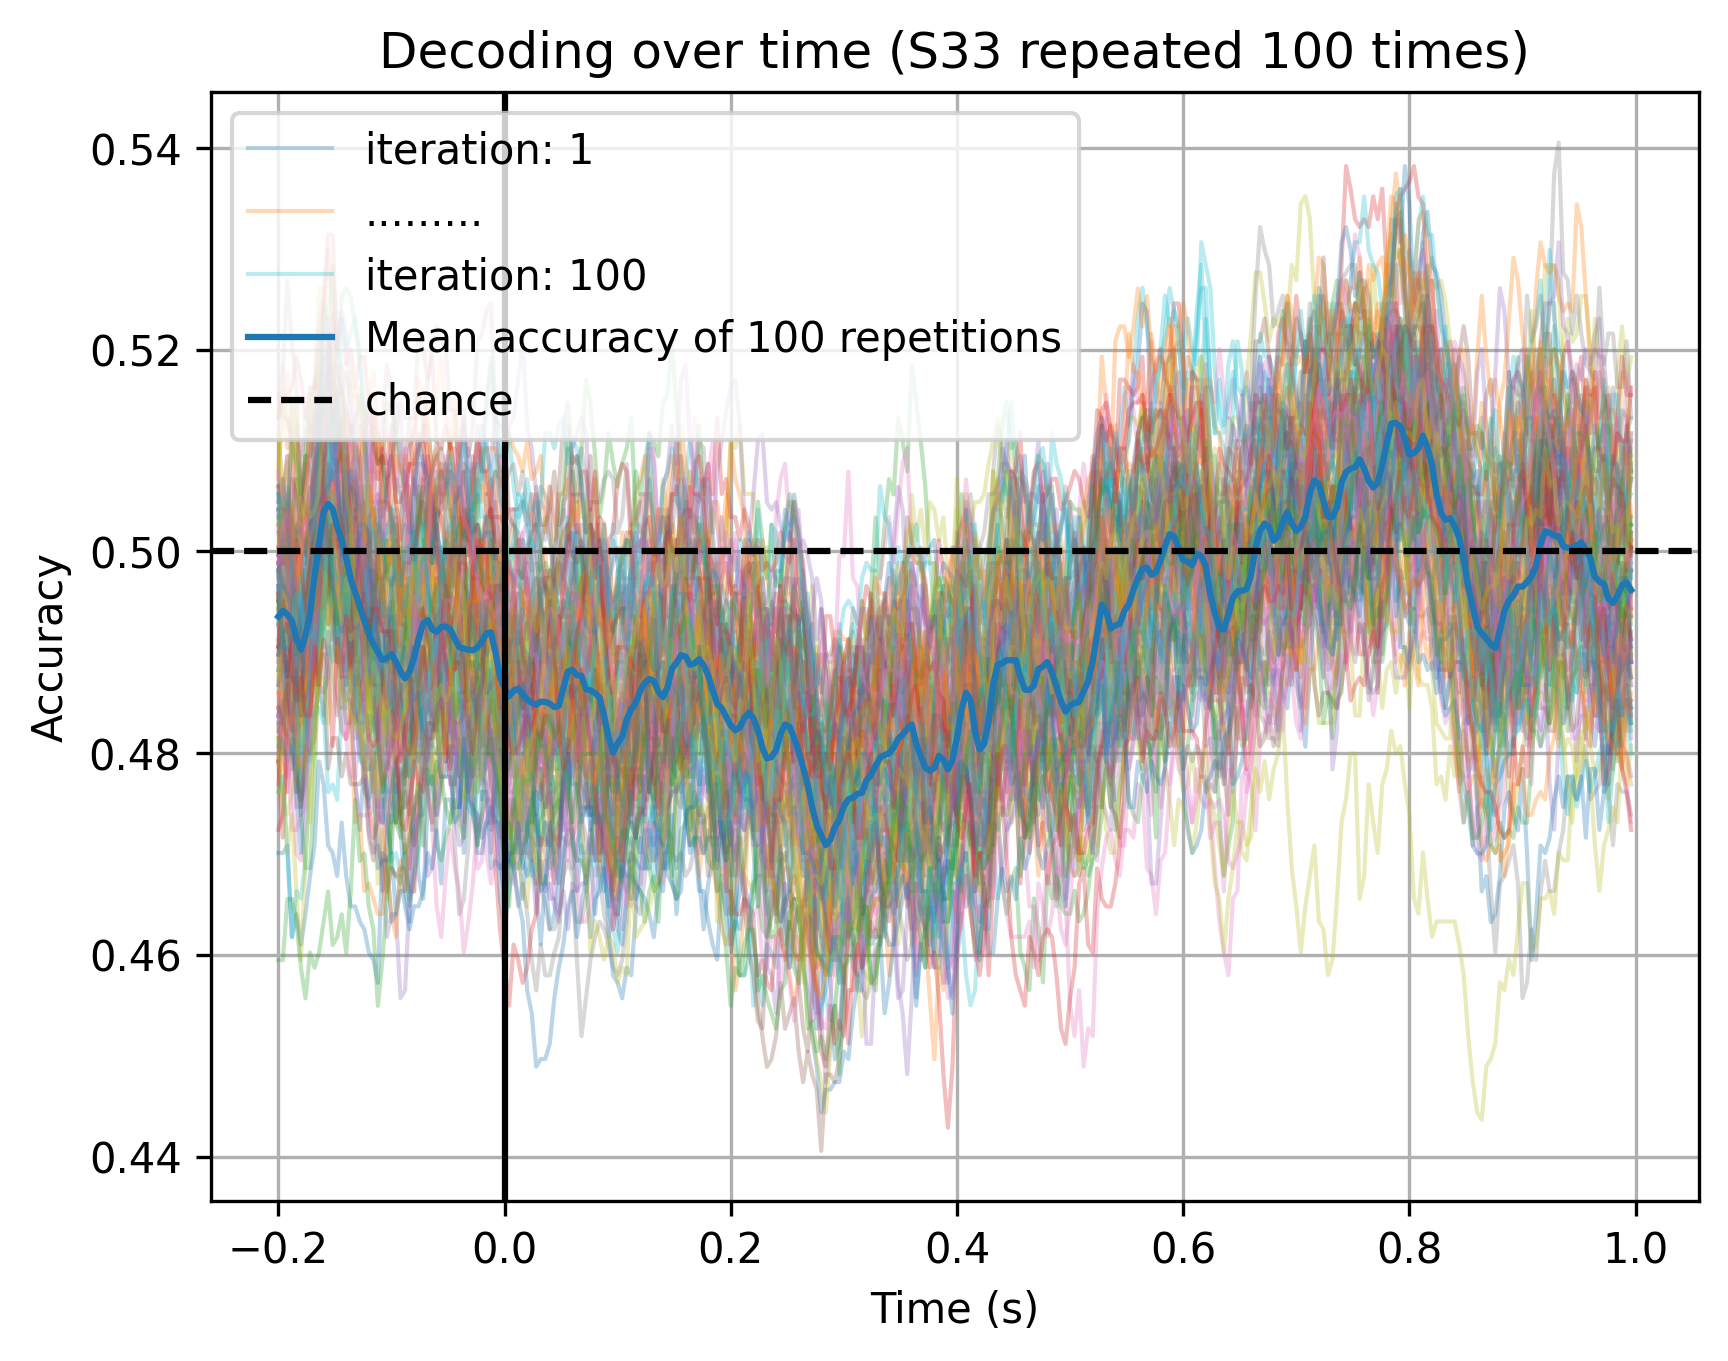 Decoding over time (S33 repeated 100 times)
iteration: 1
.........
iteration: 100
Mean accuracy of 100 repetitions
chance
0.54
0.52
0.50
0.48
0.46
0.44
Accuracy
−0.2 0.0 0.2 0.4 0.6 0.8 1.0
Time (s)